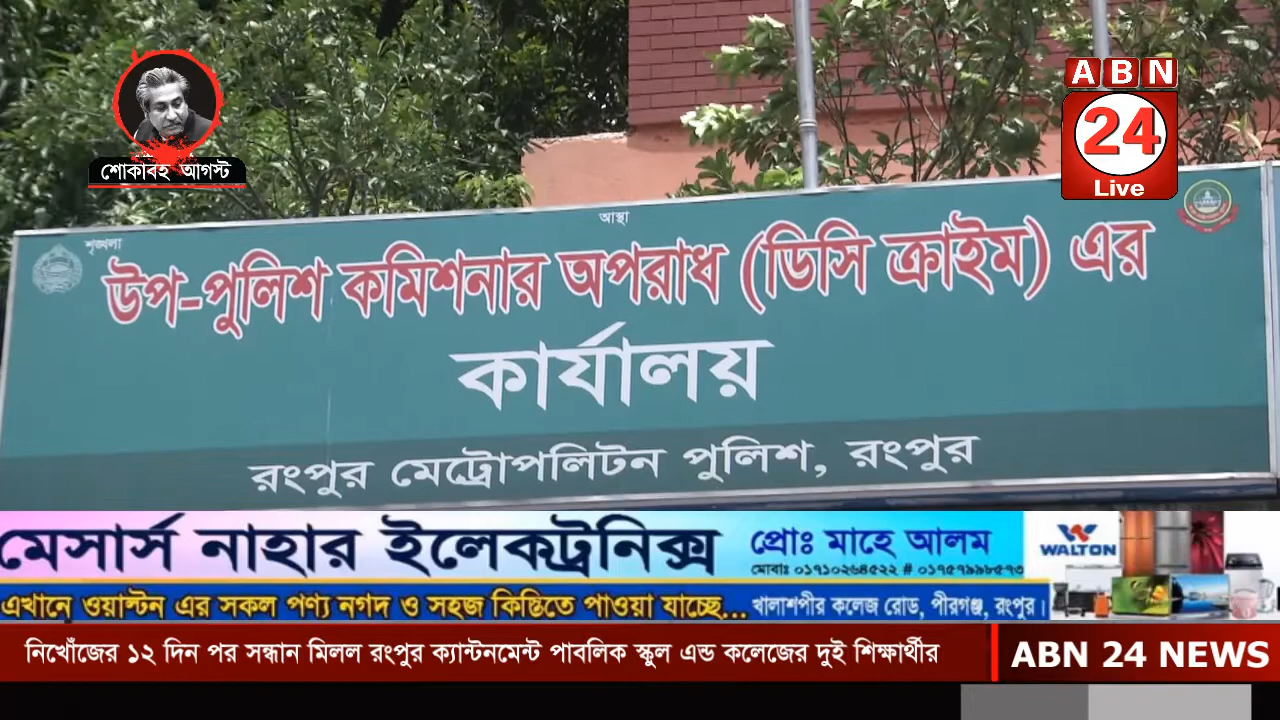 শোকাবহ আগস্ট
ABN
24
Live
শৃঙ্খলা
আস্থা
উপ-পুলিশ কমিশনার অপরাধ (ডিসি ক্রাইম) এর
কার্যালয়
রংপুর মেট্রোপলিটন পুলিশ, রংপুর
মেসার্স নাহার ইলেকট্রনিক্স
প্রোঃ মাহে আলম
মোবাঃ ০১৭১০২৬৪৫২২ # ০১৭৫৭৯৯৮৫৭৩
WALTON
এখানে ওয়াল্টন এর সকল পণ্য নগদ ও সহজ কিস্তিতে পাওয়া যাচ্ছে...
খালাশপীর কলেজ রোড, পীরগঞ্জ, রংপুর।
নিখোঁজের ১২ দিন পর সন্ধান মিলল রংপুর ক্যান্টনমেন্ট পাবলিক স্কুল এন্ড কলেজের দুই শিক্ষার্থীর
ABN 24 NEWS